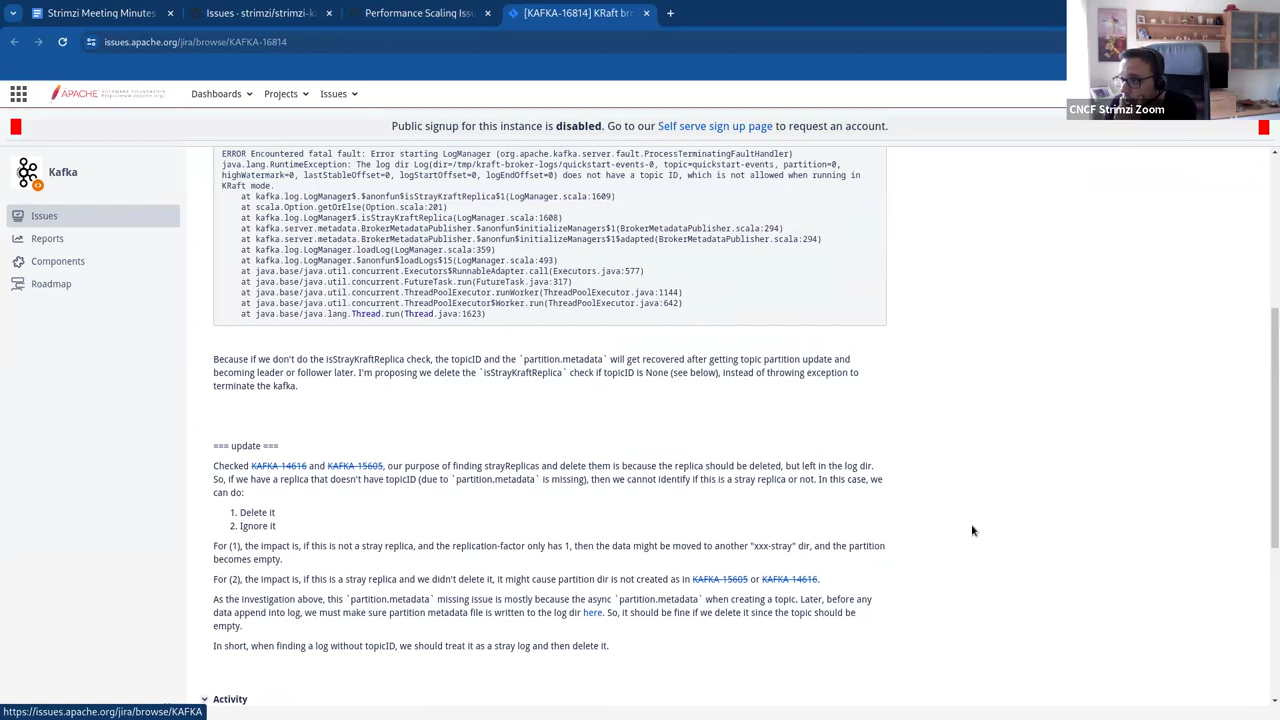 Strimzi Meeting Minutes
Issues · strimzi/strimzi-k
Performance Scaling Issu
[KAFKA-16814] KRaft br
issues.apache.org/jira/browse/KAFKA-16814
CNCF Strimzi Zoom
APACHE
Dashboards
Projects
Issues
Public signup for this instance is disabled. Go to our Self serve sign up page to request an account.
Kafka
Issues
Reports
Components
Roadmap
ERROR Encountered fatal fault: Error starting LogManager (org.apache.kafka.server.fault.ProcessTerminatingFaultHandler)
java.lang.RuntimeException: The log dir Log(dir=/tmp/kraft-broker-logs/quickstart-events-0, topic=quickstart-events, partition=0,
highWatermark=0, lastStableOffset=0, logStartOffset=0, logEndOffset=0) does not have a topic ID, which is not allowed when running in
KRaft mode.
at kafka.log.LogManager$.$anonfun$isStrayKraftReplica$1(LogManager.scala:1609)
at scala.Option.getOrElse(Option.scala:201)
at kafka.log.LogManager$.isStrayKraftReplica(LogManager.scala:1608)
at kafka.server.metadata.BrokerMetadataPublisher.$anonfun$initializeManagers$1(BrokerMetadataPublisher.scala:294)
at kafka.server.metadata.BrokerMetadataPublisher.$anonfun$initializeManagers$1$adapted(BrokerMetadataPublisher.scala:294)
at kafka.log.LogManager.loadLog(LogManager.scala:359)
at kafka.log.LogManager.$anonfun$loadLogs$15(LogManager.scala:493)
at java.base/java.util.concurrent.Executors$RunnableAdapter.call(Executors.java:577)
at java.base/java.util.concurrent.FutureTask.run(FutureTask.java:317)
at java.base/java.util.concurrent.ThreadPoolExecutor.runWorker(ThreadPoolExecutor.java:1144)
at java.base/java.util.concurrent.ThreadPoolExecutor$Worker.run(ThreadPoolExecutor.java:642)
at java.base/java.lang.Thread.run(Thread.java:1623)
Because if we don't do the isStrayKraftReplica check, the topicID and the `partition.metadata` will get recovered after getting topic partition update and
becoming leader or follower later. I'm proposing we delete the `isStrayKraftReplica` check if topicID is None (see below), instead of throwing exception to
terminate the kafka.
=== update ===
Checked KAFKA-14616 and KAFKA-15605, our purpose of finding strayReplicas and delete them is because the replica should be deleted, but left in the log dir.
So, if we have a replica that doesn't have topicID (due to `partition.metadata` is missing), then we cannot identify if this is a stray replica or not. In this case, we
can do:
1. Delete it
2. Ignore it
For (1), the impact is, if this is not a stray replica, and the replication-factor only has 1, then the data might be moved to another "xxx-stray" dir, and the partition
becomes empty.
For (2), the impact is, if this is a stray replica and we didn't delete it, it might cause partition dir is not created as in KAFKA-15605 or KAFKA-14616.
As the investigation above, this `partition.metadata` missing issue is mostly because the async `partition.metadata` when creating a topic. Later, before any
data append into log, we must make sure partition metadata file is written to the log dir here. So, it should be fine if we delete it since the topic should be
empty.
In short, when finding a log without topicID, we should treat it as a stray log and then delete it.
Activity
https://issues.apache.org/jira/browse/KAFKA